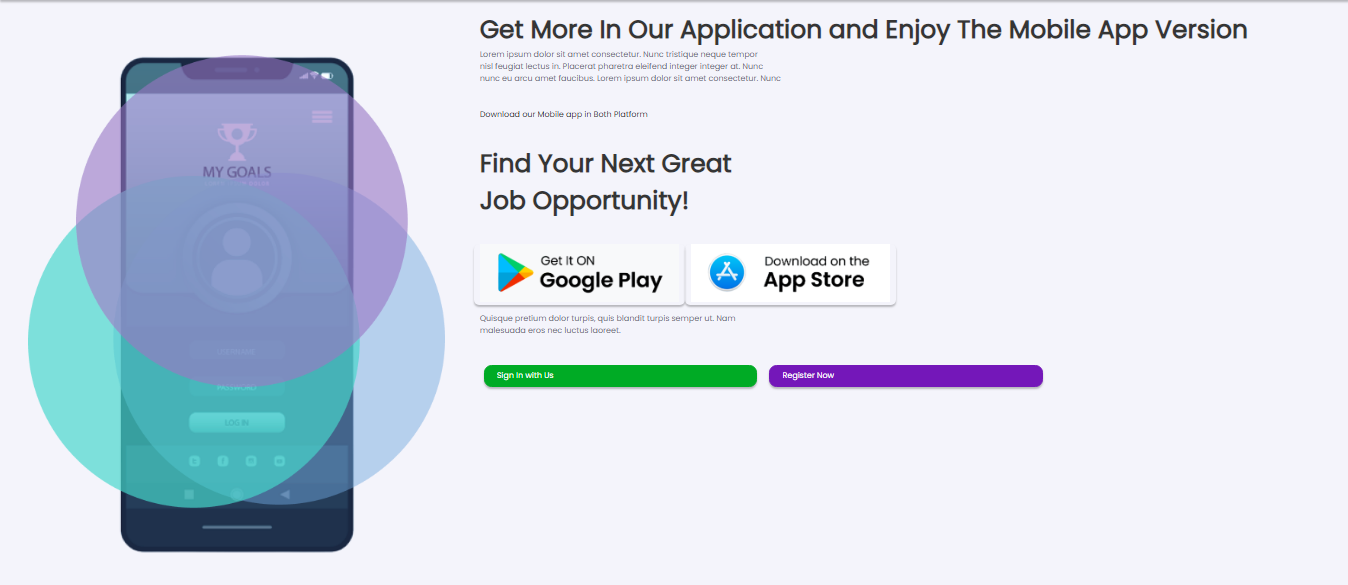 Get More In Our Application and Enjoy The Mobile App Version
Lorem ipsum dolor sit amet consectetur. Nunc tristique neque tempor
nisl feugiat lectus in. Placerat pharetra eleifend integer integer at. Nunc
nunc eu arcu amet faucibus. Lorem ipsum dolor sit amet consectetur. Nunc
Download our Mobile app in Both Platform
Find Your Next Great
Job Opportunity!
Get It ON
Google Play
Download on the
App Store
Quisque pretium dolor turpis, quis blandit turpis semper ut. Nam
malesuada eros nec luctus laoreet.
Sign In with Us
Register Now
MY GOALS
LOG IN